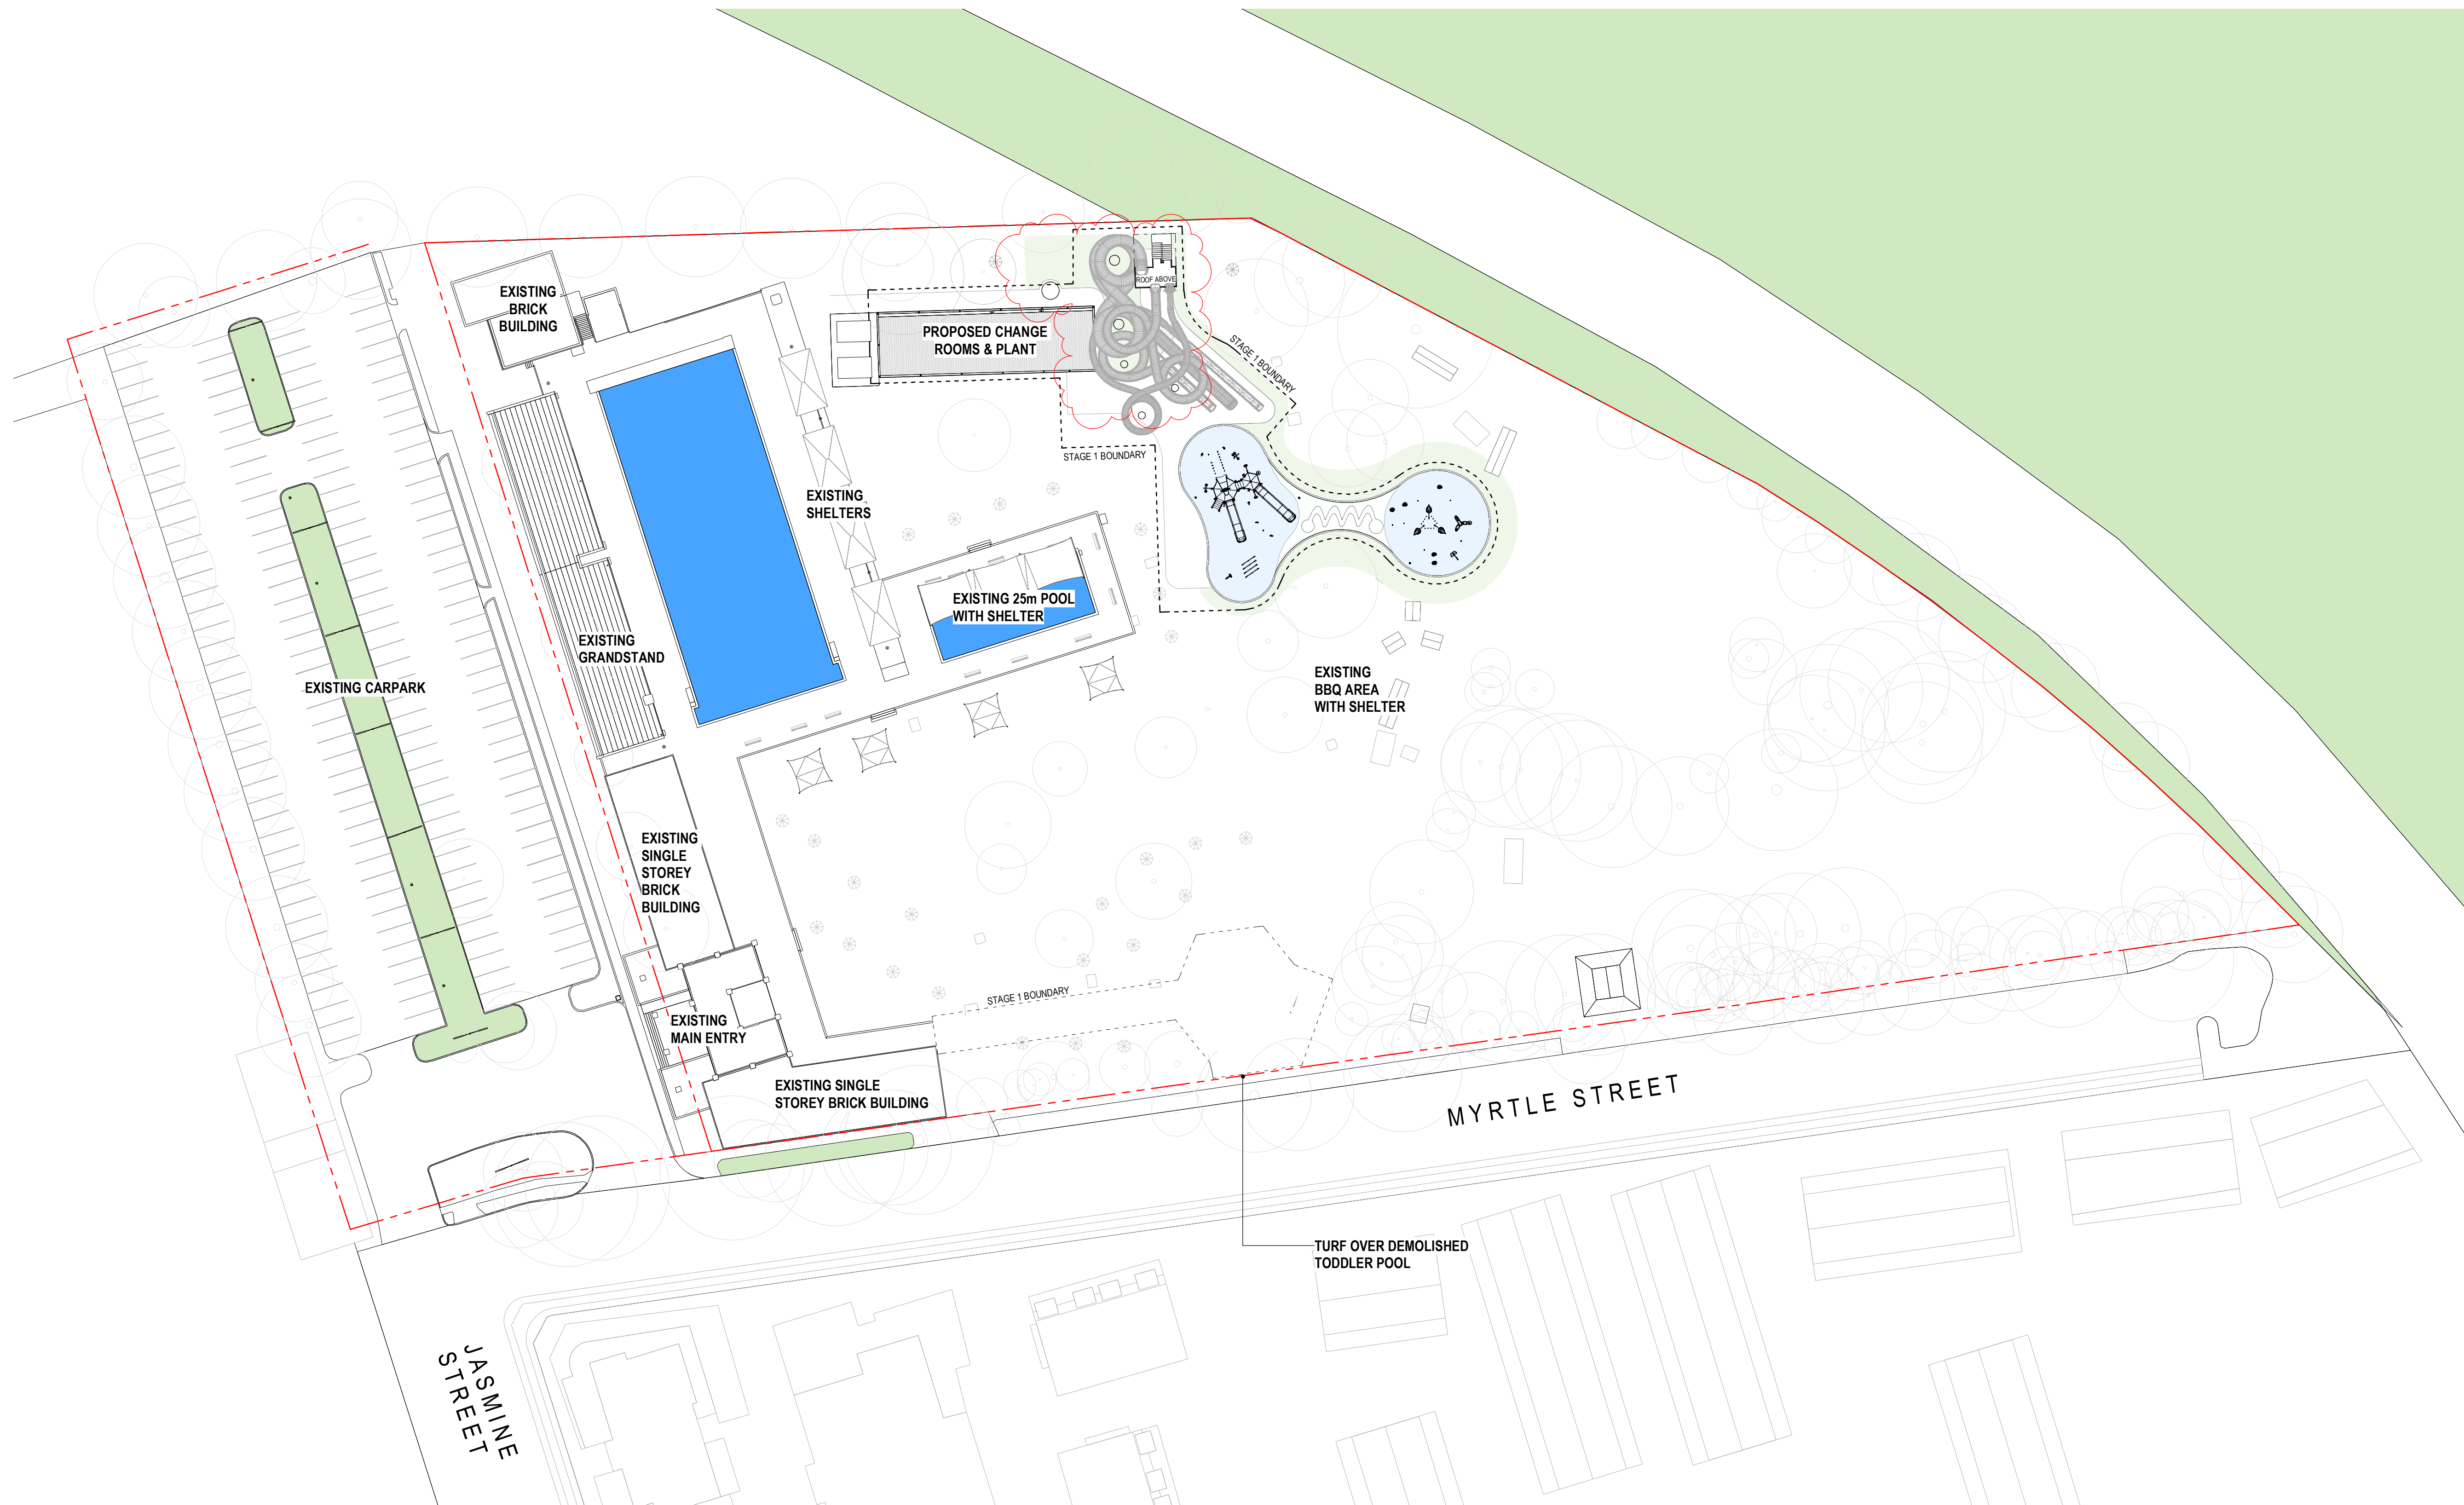 EXISTING
BRICK
BUILDING
ROOF ABOVE
PROPOSED CHANGE
ROOMS & PLANT
STAGE 1 BOUNDARY
STAGE 1 BOUNDARY
EXISTING
SHELTERS
EXISTING 25m POOL
WITH SHELTER
EXISTING
GRANDSTAND
EXISTING CARPARK
EXISTING
BBQ AREA
WITH SHELTER
EXISTING
SINGLE
STOREY
BRICK
BUILDING
STAGE 1 BOUNDARY
EXISTING
MAIN ENTRY
EXISTING SINGLE
STOREY BRICK BUILDING
MYRTLE STREET
TURF OVER DEMOLISHED
TODDLER POOL
JASMINE
STREET